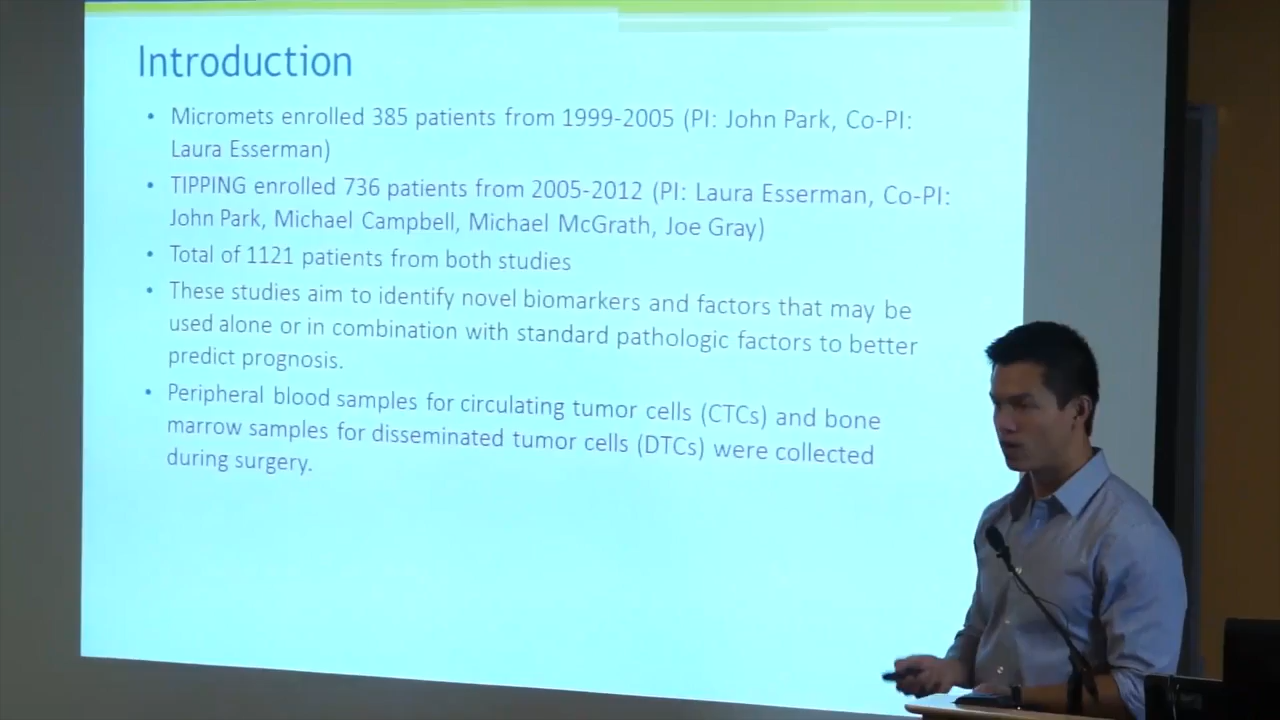 Introduction
• Micromets enrolled 385 patients from 1999-2005 (PI: John Park, Co-PI:
Laura Esserman)
• TIPPING enrolled 736 patients from 2005-2012 (PI: Laura Esserman, Co-PI:
John Park, Michael Campbell, Michael McGrath, Joe Gray)
• Total of 1121 patients from both studies
• These studies aim to identify novel biomarkers and factors that may be
used alone or in combination with standard pathologic factors to better
predict prognosis.
• Peripheral blood samples for circulating tumor cells (CTCs) and bone
marrow samples for disseminated tumor cells (DTCs) were collected
during surgery.